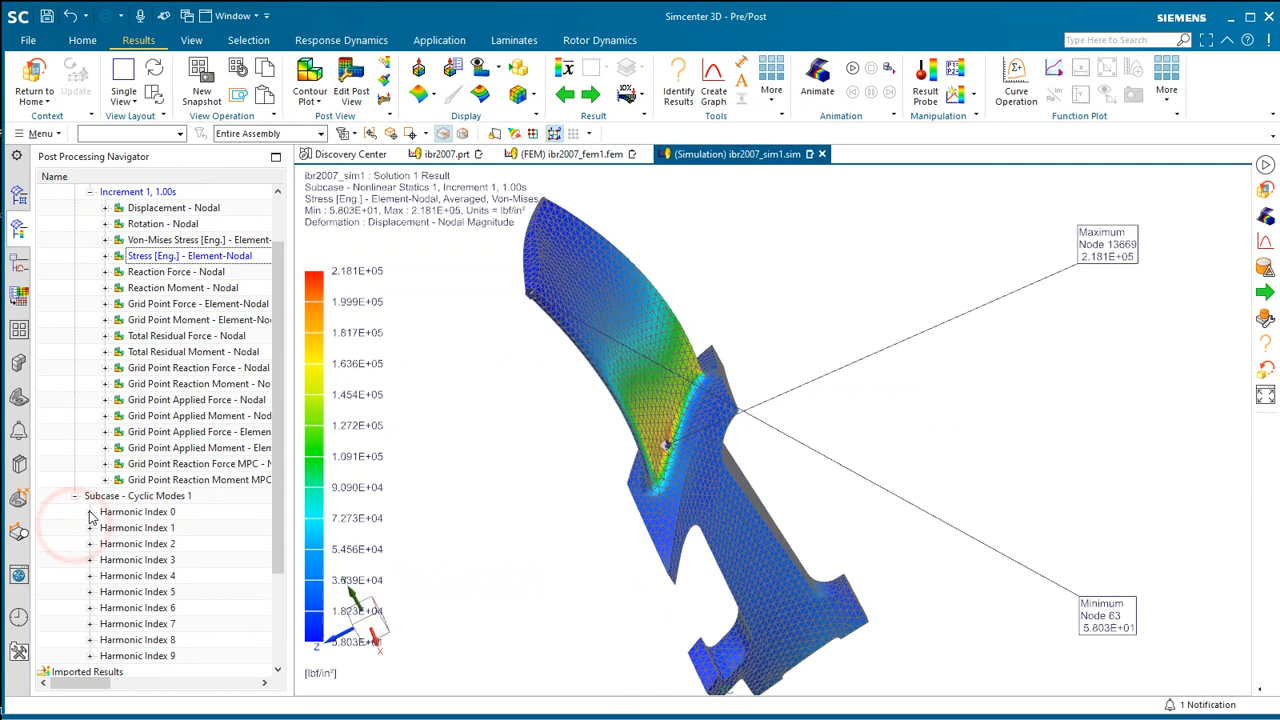 SC
Window
Simcenter 3D - Pre/Post
SIEMENS
File
Home
Results
View
Selection
Response Dynamics
Application
Laminates
Rotor Dynamics
Type Here to Search
Return to Home
Update
Single View
New Snapshot
Contour Plot
Edit Post View
Identify Results
Create Graph
More
Animate
Result Probe
Curve Operation
More
Context
View Layout
View Operation
Display
Result
Tools
Animation
Manipulation
Function Plot
Menu
Entire Assembly
Post Processing Navigator
Discovery Center
ibr2007.prt
(FEM) ibr2007_fem1.fem
(Simulation) ibr2007_sim1.sim
Name
Increment 1, 1.00s
Displacement - Nodal
Rotation - Nodal
Von-Mises Stress [Eng.] - Element-
Stress [Eng.] - Element-Nodal
Reaction Force - Nodal
Reaction Moment - Nodal
Grid Point Force - Element-Nodal
Grid Point Moment - Element-Nodal
Total Residual Force - Nodal
Total Residual Moment - Nodal
Grid Point Reaction Force - Nodal
Grid Point Reaction Moment - Noda
Grid Point Applied Force - Nodal
Grid Point Applied Moment - Noda
Grid Point Applied Force - Element
Grid Point Applied Moment - Elemen
Grid Point Reaction Force MPC - N
Grid Point Reaction Moment MPC
Subcase - Cyclic Modes 1
Harmonic Index 0
Harmonic Index 1
Harmonic Index 2
Harmonic Index 3
Harmonic Index 4
Harmonic Index 5
Harmonic Index 6
Harmonic Index 7
Harmonic Index 8
Harmonic Index 9
Imported Results
ibr2007_sim1 : Solution 1 Result
Subcase - Nonlinear Statics 1, Increment 1, 1.00s
Stress [Eng.] - Element-Nodal, Averaged, Von-Mises
Min : 5.803E+01, Max : 2.181E+05, Units = lbf/in²
Deformation : Displacement - Nodal Magnitude
2.181E+05
1.999E+05
1.817E+05
1.636E+05
1.454E+05
1.272E+05
1.091E+05
9.090E+04
7.273E+04
5.456E+04
3.639E+04
1.823E+04
5.803E+01
[lbf/in²]
Z
X
Maximum
Node 13669
2.181E+05
Minimum
Node 63
5.803E+01
1 Notification